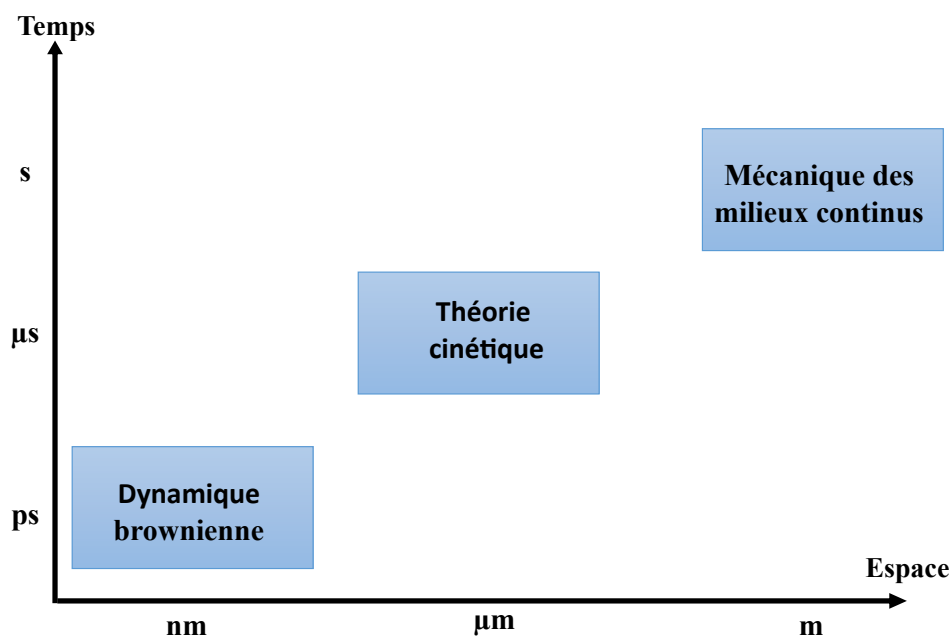 Temps
s
Mécanique des
milieux continus
µs
Théorie
cinétique
ps
Dynamique
brownienne
Espace
nm
µm
m